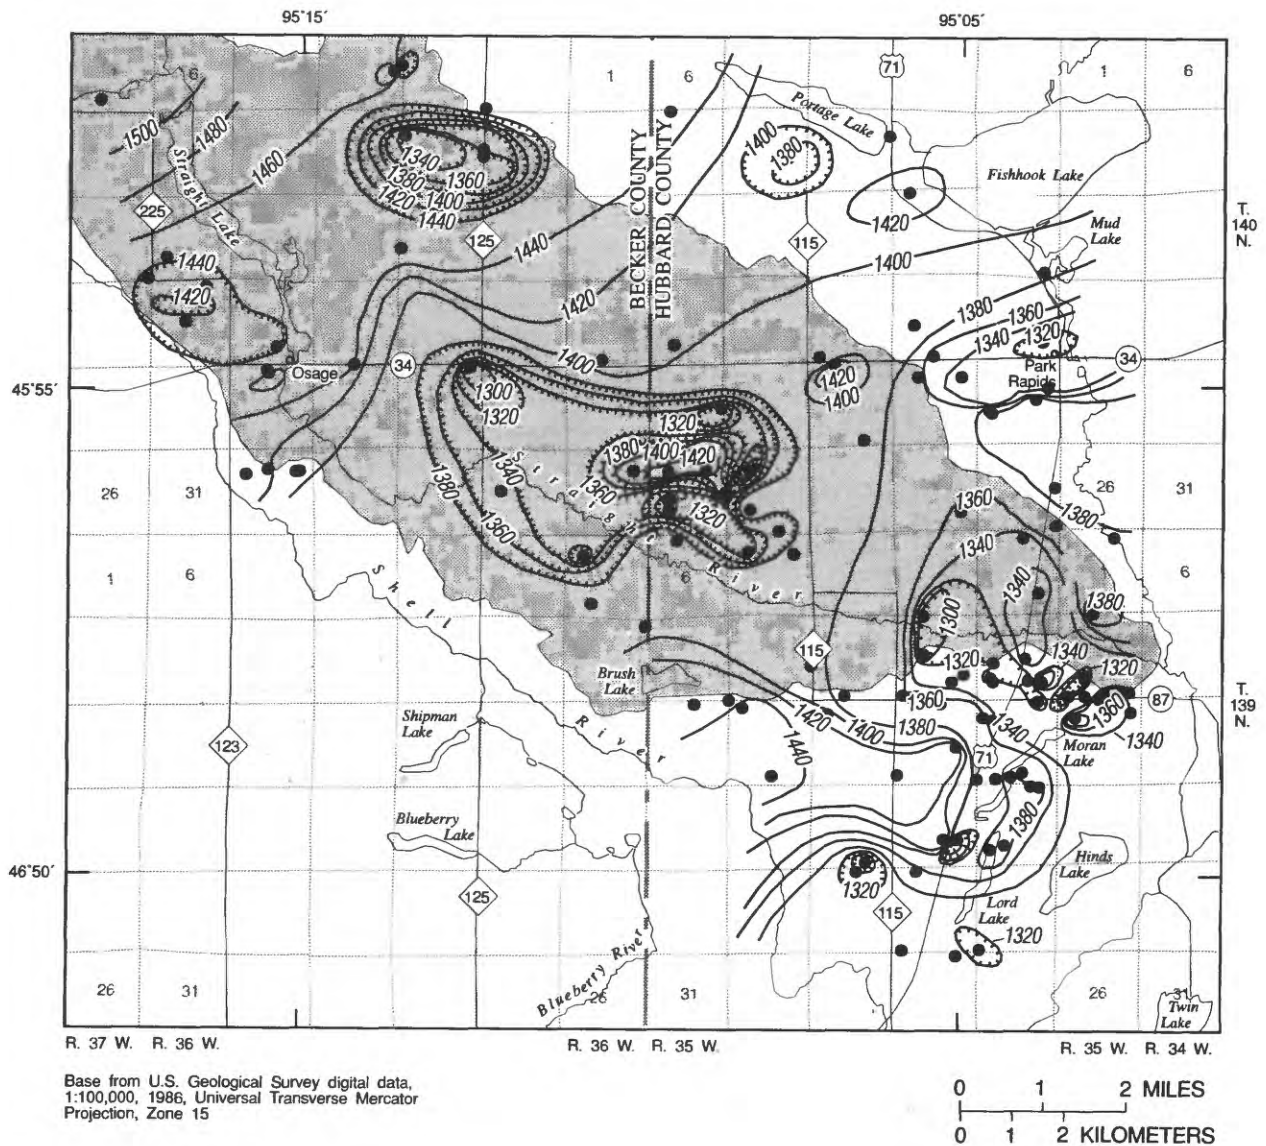 95°15′
95°05′
1
6
1
6
71
1
6
Portage Lake
1500
1480
1460
1340
1380
1360
1420
1400
1440
1400
1380
Fishhook Lake
Straight Lake
225
125
BECKER COUNTY
HUBBARD COUNTY
1420
115
Mud
Lake
T.
140
N.
1440
1440
1420
1400
1420
1380
1360
1340
1320
34
Osage
34
1400
1420
1400
Park
Rapids
45°55′
1300
1320
1320
1380
1400
1420
1340
1380
1360
1360
1320
Straight River
26
31
26
31
1360
1380
1340
1
6
6
6
Shell River
1340
1380
1300
115
1320
1340
1320
Brush
Lake
1360
87
T.
139
N.
1360
1340
1340
Moran
Lake
Shipman
Lake
123
1420
1400
1380
1440
71
1380
Blueberry
Lake
46°50′
1320
125
115
Hinds
Lake
Lord
Lake
1320
Blueberry River
26
31
26
31
26
31
Twin
Lake
R. 37 W. R. 36 W.
R. 36 W. R. 35 W.
R. 35 W. R. 34 W.
Base from U.S. Geological Survey digital data,
1:100,000, 1986, Universal Transverse Mercator
Projection, Zone 15
0 1 2 MILES
0 1 2 KILOMETERS